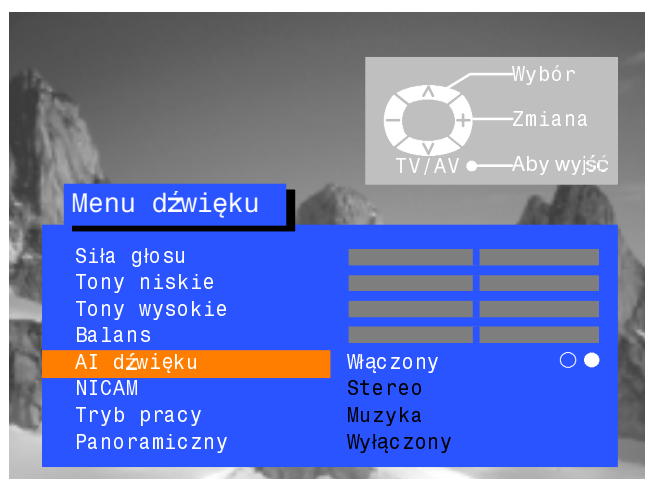 Wybór
Zmiana
TV/AV Aby wyjść
Menu dźwięku
Siła głosu
Tony niskie
Tony wysokie
Balans
AI dźwięku Włączony
NICAM Stereo
Tryb pracy Muzyka
Panoramiczny Wyłączony